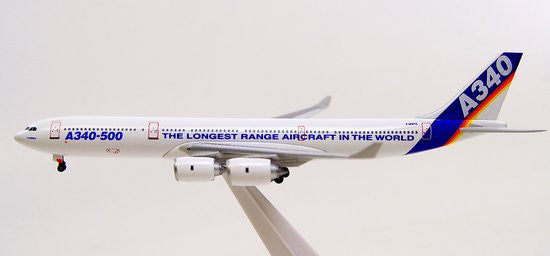 A340-500
THE LONGEST RANGE AIRCRAFT IN THE WORLD
A340